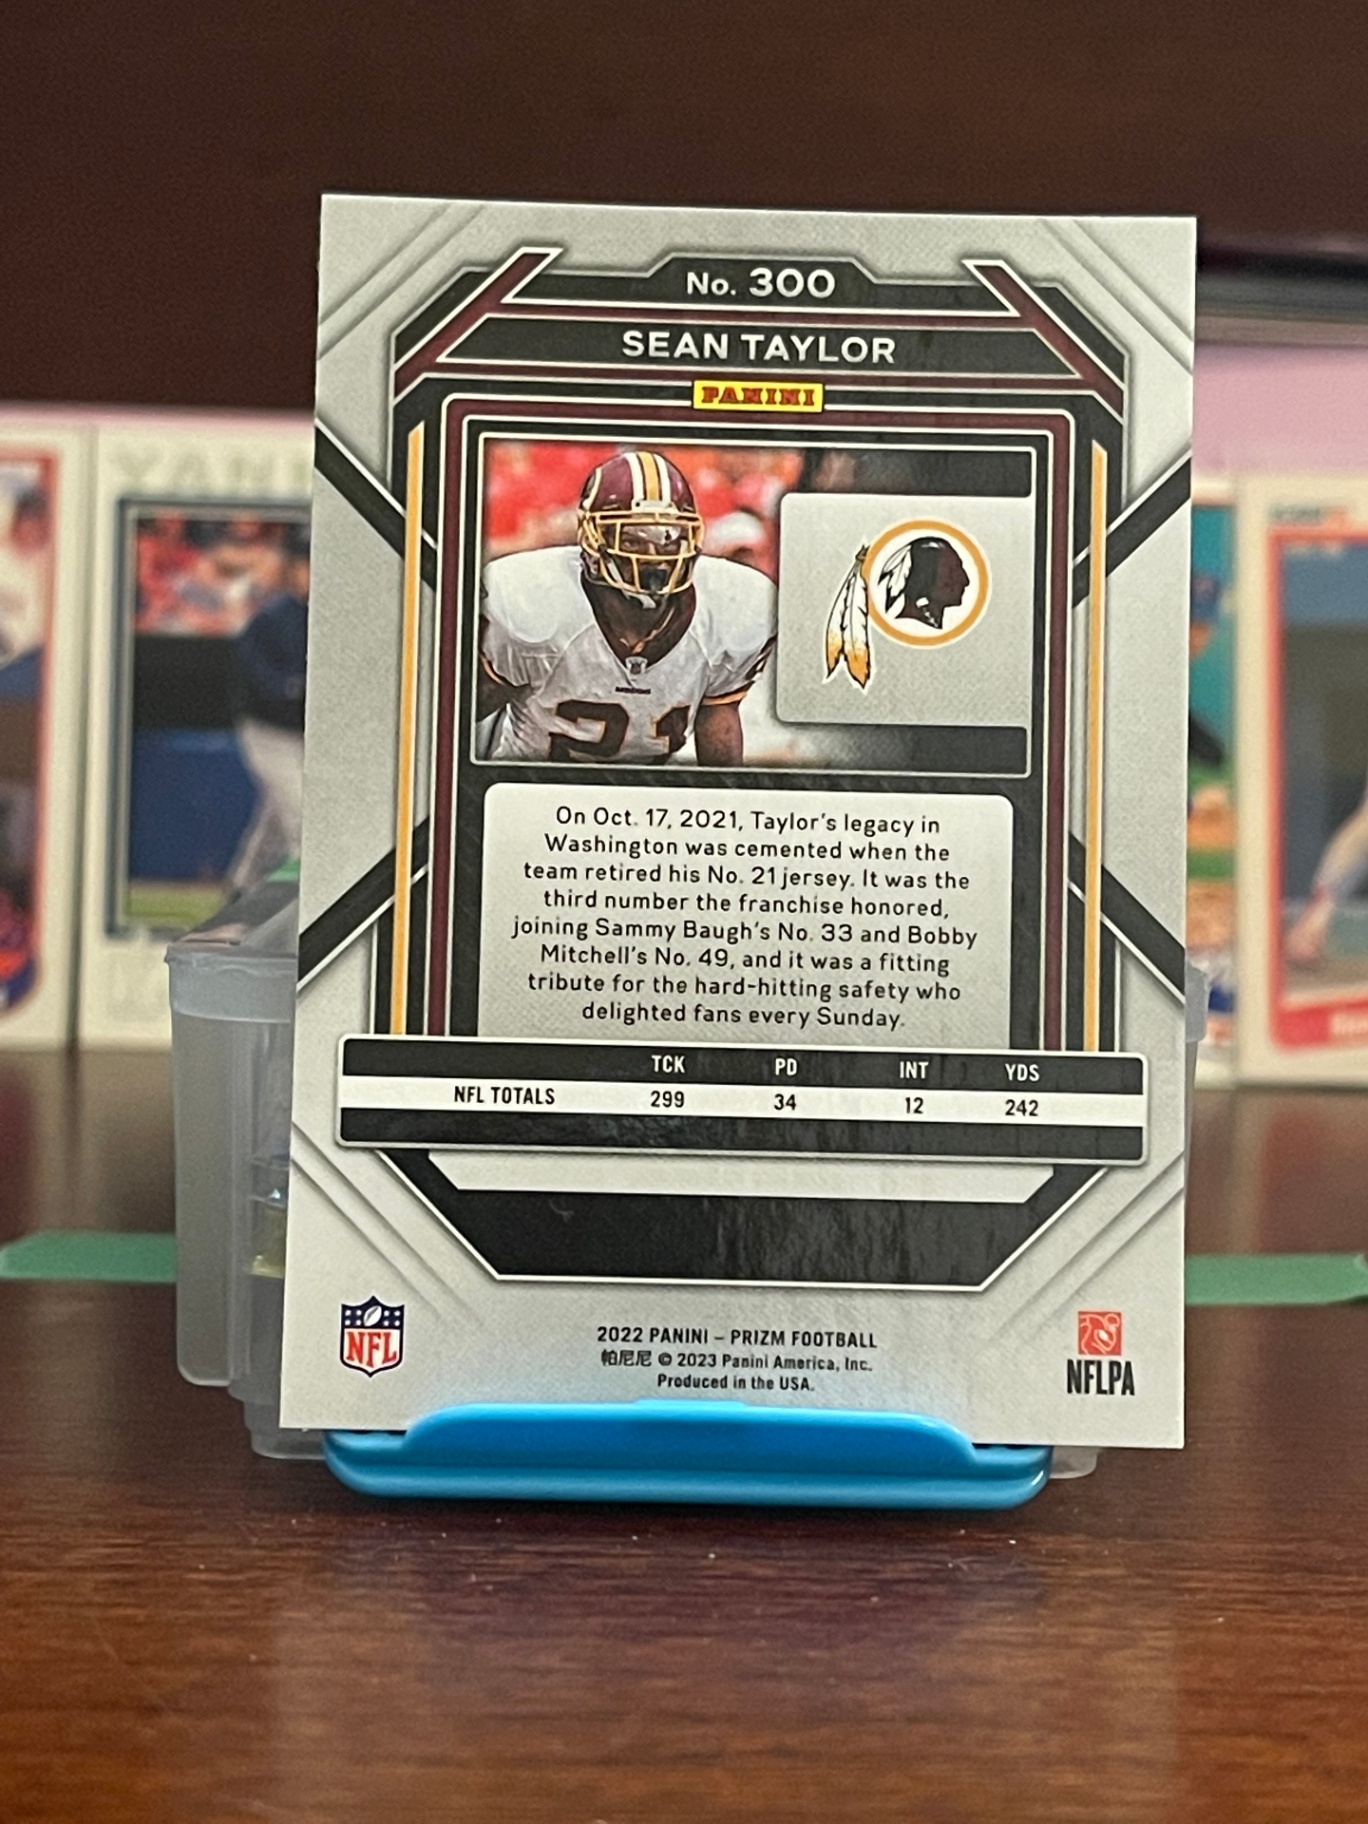 No. 300
SEAN TAYLOR
PANINI
21
On Oct. 17, 2021, Taylor's legacy in
Washington was cemented when the
team retired his No. 21 jersey. It was the
third number the franchise honored,
joining Sammy Baugh's No. 33 and Bobby
Mitchell's No. 49, and it was a fitting
tribute for the hard-hitting safety who
delighted fans every Sunday.
TCK PD INT YDS
NFL TOTALS 299 34 12 242
NFL
2022 PANINI – PRIZM FOOTBALL
帕尼尼 © 2023 Panini America, Inc.
Produced in the USA.
NFLPA